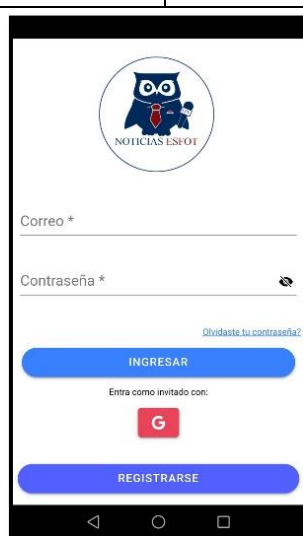 NOTICIAS ESFOT
Correo *
Contraseña *
Olvidaste tu contraseña?
INGRESAR
Entra como invitado con:
G
REGISTRARSE